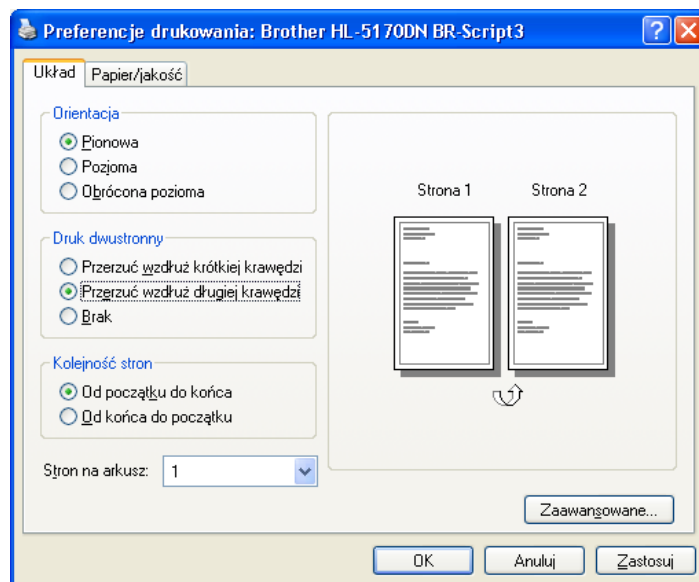 Preferencje drukowania: Brother HL-5170DN BR-Script3
Układ
Papier/jakość
Orientacja
Pionowa
Pozioma
Obrócona pozioma
Druk dwustronny
Przerzuć wzdłuż krótkiej krawędzi
Przerzuć wzdłuż długiej krawędzi
Brak
Kolejność stron
Od początku do końca
Od końca do początku
Stron na arkusz: 1
Strona 1 Strona 2
Zaawansowane...
OK Anuluj Zastosuj